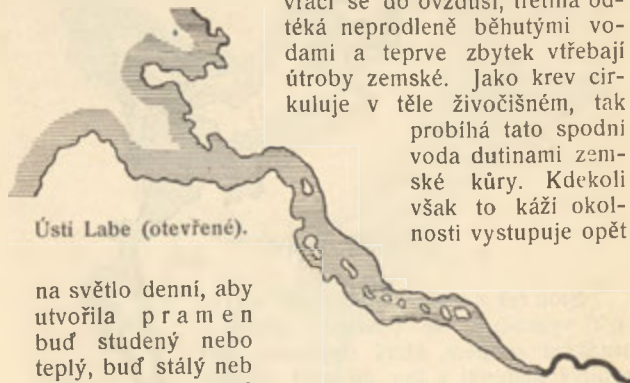 vrací se do ovzduší, třetina od-
téká neprodleně běhutými vo-
dami a teprve zbytek vtřebají
útroby zemské. Jako krev cir-
kuluje v těle živočišném, tak
probíhá tato spodní
voda dutinami zem-
ské kůry. Kdekoli
však to káží okol-
nosti vystupuje opět
Ústí Labe (otevřené).
na světlo denní, aby
utvořila pramen
buď studený nebo
teplý, buď stálý neb